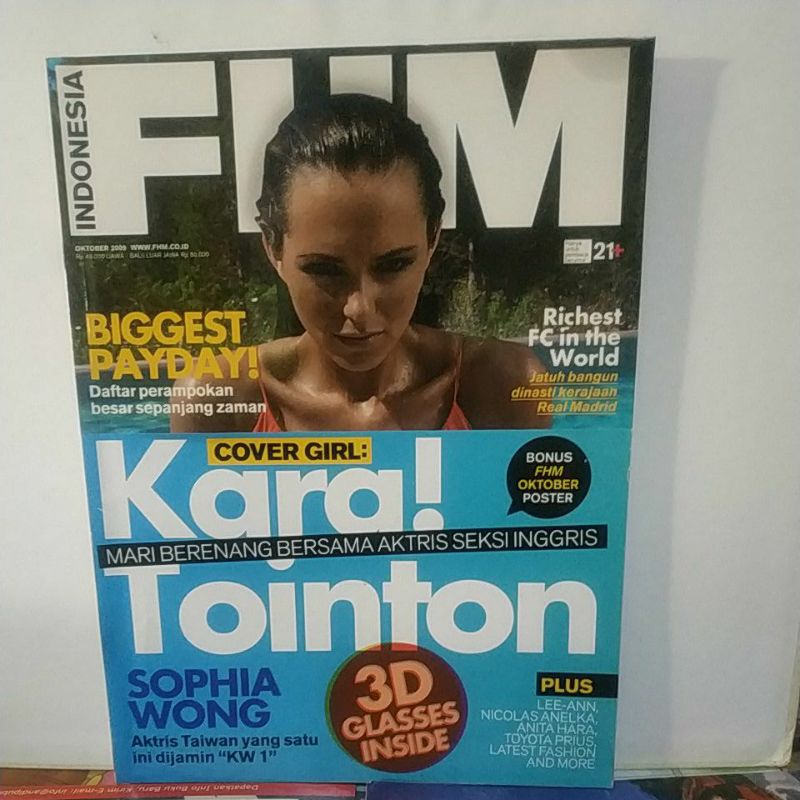 INDONESIA
FHM
OKTOBER 2009 WWW.FHM.CO.ID
21+
BIGGEST
PAYDAY!
Daftar perampokan
besar sepanjang zaman
Richest
FC in the
World
Jatuh bangun
dinasti kerajaan
Real Madrid
COVER GIRL:
Kara!
BONUS
FHM
OKTOBER
POSTER
MARI BERENANG BERSAMA AKTRIS SEKSI INGGRIS
Tointon
SOPHIA
WONG
Aktris Taiwan yang satu
ini dijamin "KW 1"
3D
GLASSES
INSIDE
PLUS
LEE-ANN,
NICOLAS ANELKA,
ANITA HARA,
TOYOTA PRIUS,
LATEST FASHION
AND MORE